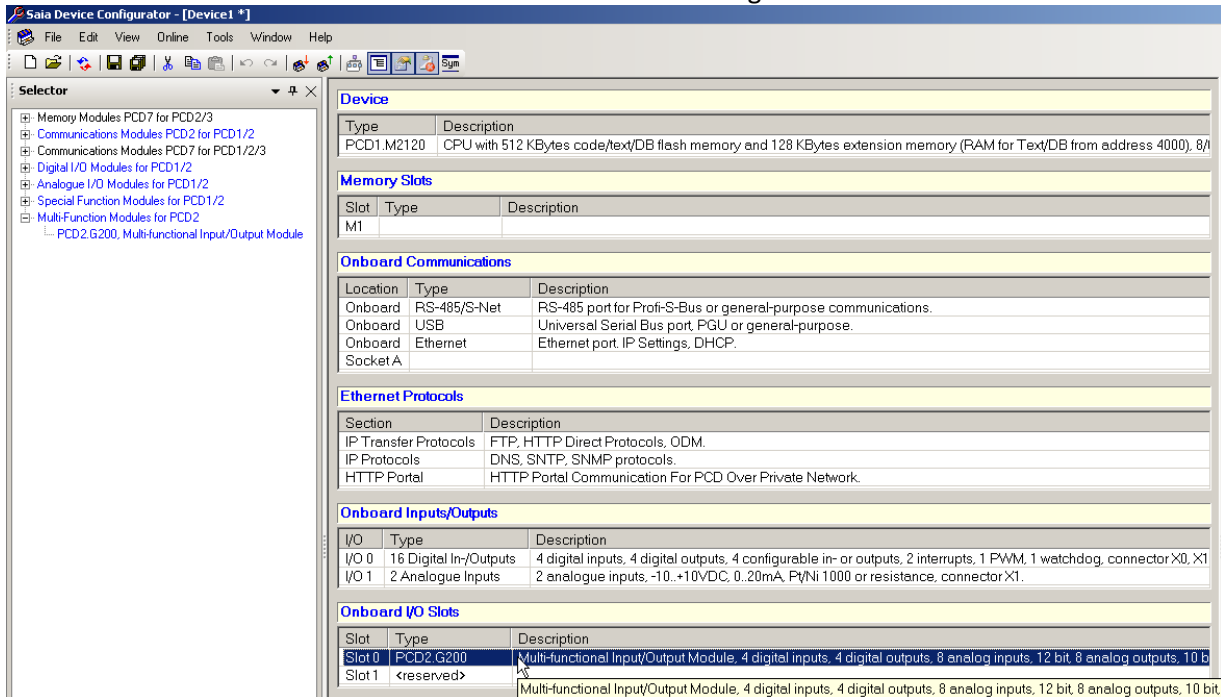 Saia Device Configurator - [Device1 *]
File Edit View Online Tools Window Help
Sym
Selector
Memory Modules PCD7 for PCD2/3
Communications Modules PCD2 for PCD1/2
Communications Modules PCD7 for PCD1/2/3
Digital I/O Modules for PCD1/2
Analogue I/O Modules for PCD1/2
Special Function Modules for PCD1/2
Multi-Function Modules for PCD2
PCD2.G200, Multi-functional Input/Output Module
Device
Type Description
PCD1.M2120 CPU with 512 KBytes code/text/DB flash memory and 128 KBytes extension memory (RAM for Text/DB from address 4000), 8/
Memory Slots
Slot Type Description
M1
Onboard Communications
Location Type Description
Onboard RS-485/S-Net RS-485 port for Profi-S-Bus or general-purpose communications.
Onboard USB Universal Serial Bus port, PGU or general-purpose.
Onboard Ethernet Ethernet port. IP Settings, DHCP.
Socket A
Ethernet Protocols
Section Description
IP Transfer Protocols FTP, HTTP Direct Protocols, ODM.
IP Protocols DNS, SNTP, SNMP protocols.
HTTP Portal HTTP Portal Communication For PCD Over Private Network.
Onboard Inputs/Outputs
I/O Type Description
I/O 0 16 Digital In-/Outputs 4 digital inputs, 4 digital outputs, 4 configurable in- or outputs, 2 interrupts, 1 PWM, 1 watchdog, connector X0, X1
I/O 1 2 Analogue Inputs 2 analogue inputs, -10..+10VDC, 0..20mA, Pt/Ni 1000 or resistance, connector X1.
Onboard I/O Slots
Slot Type Description
Slot 0 PCD2.G200 Multi-functional Input/Output Module, 4 digital inputs, 4 digital outputs, 8 analog inputs, 12 bit, 8 analog outputs, 10 b
Slot 1 <reserved>
Multi-functional Input/Output Module, 4 digital inputs, 4 digital outputs, 8 analog inputs, 12 bit, 8 analog outputs, 10 bit